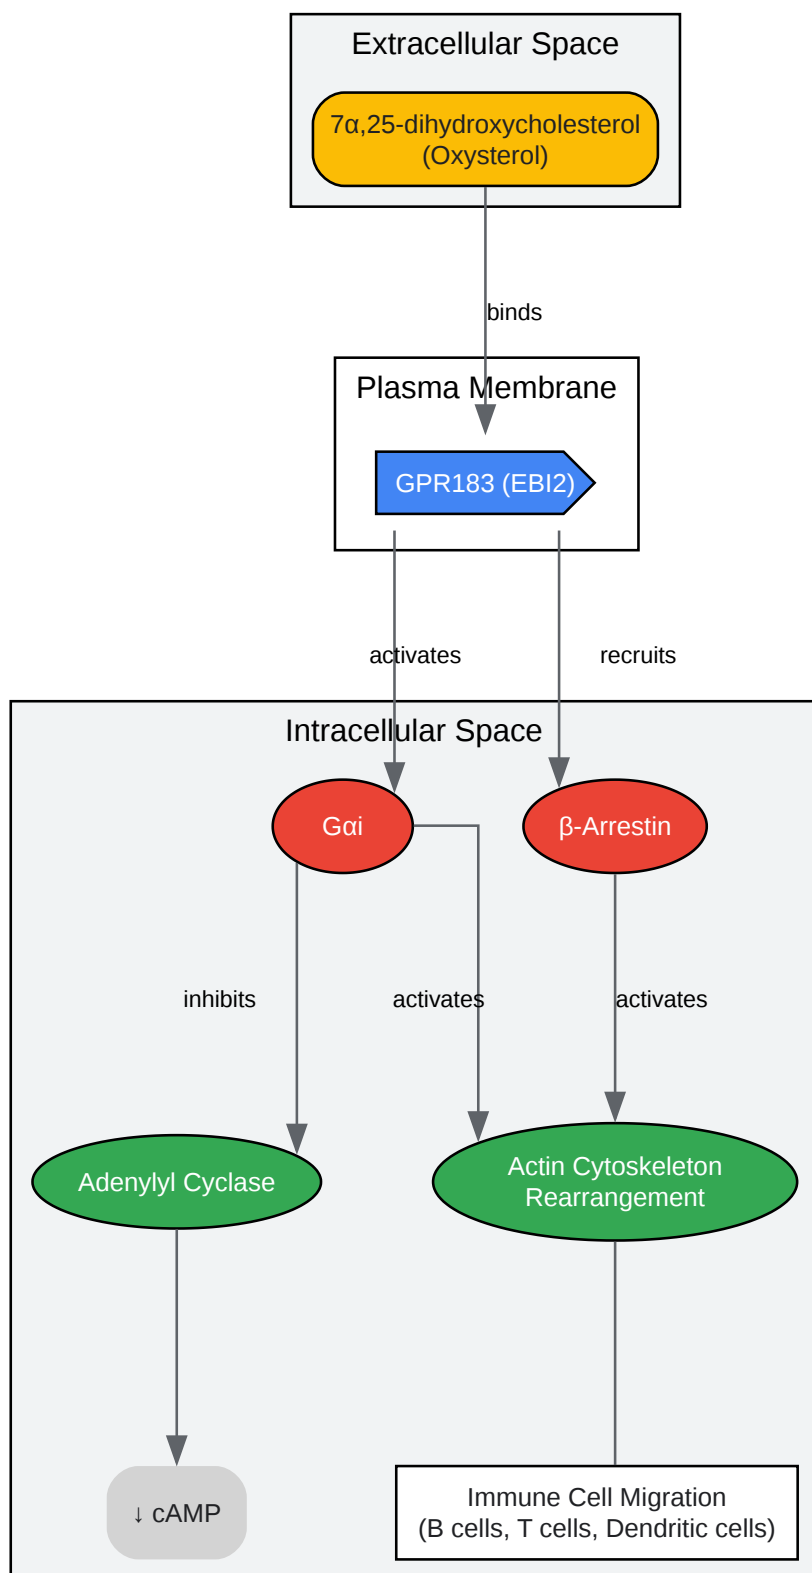 Extracellular Space
7α,25-dihydroxycholesterol
(Oxysterol)
binds
Plasma Membrane
GPR183 (EBI2)
activates
recruits
Intracellular Space
Gαi
β-Arrestin
inhibits
activates
activates
Adenylyl Cyclase
Actin Cytoskeleton
Rearrangement
↓ cAMP
Immune Cell Migration
(B cells, T cells, Dendritic cells)